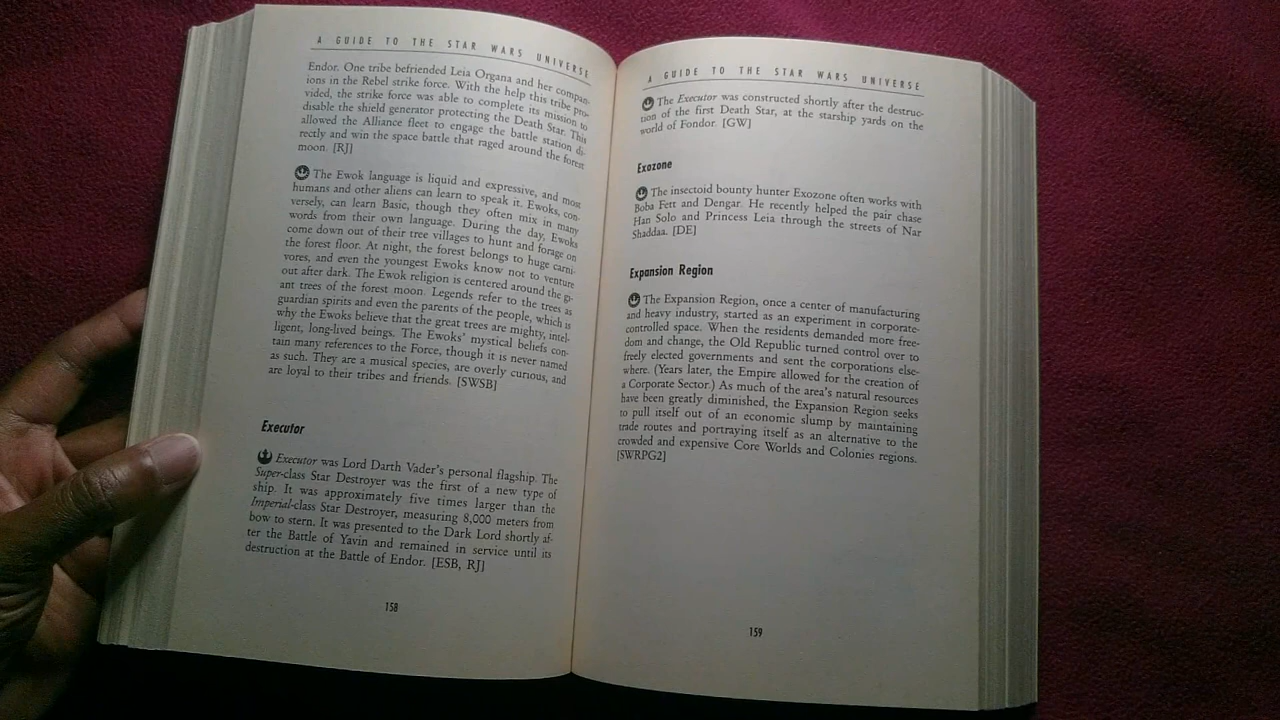 A GUIDE TO THE STAR WARS UNIVERSE
Endor. One tribe befriended Leia Organa and her compan-
ions in the Rebel strike force. With the help this tribe pro-
vided, the strike force was able to complete its mission to
disable the shield generator protecting the Death Star. This
allowed the Alliance fleet to engage the battle station di-
rectly and win the space battle that raged around the forest
moon. [RJ]
The Ewok language is liquid and expressive, and most
humans and other aliens can learn to speak it. Ewoks, con-
versely, can learn Basic, though they often mix in many
words from their own language. During the day, Ewoks
come down out of their tree villages to hunt and forage on
the forest floor. At night, the forest belongs to huge carni-
vores, and even the youngest Ewoks know not to venture
out after dark. The Ewok religion is centered around the gi-
ant trees of the forest moon. Legends refer to the trees as
guardian spirits and even the parents of the people, which is
why the Ewoks believe that the great trees are mighty, intel-
ligent, long-lived beings. The Ewoks' mystical beliefs con-
tain many references to the Force, though it is never named
as such. They are a musical species, are overly curious, and
are loyal to their tribes and friends. [SWSB]
Executor
Executor was Lord Darth Vader's personal flagship. The
Super-class Star Destroyer was the first of a new type of
ship. It was approximately five times larger than the
Imperial-class Star Destroyer, measuring 8,000 meters from
bow to stern. It was presented to the Dark Lord shortly af-
ter the Battle of Yavin and remained in service until its
destruction at the Battle of Endor. [ESB, RJ]
158
A GUIDE TO THE STAR WARS UNIVERSE
The Executor was constructed shortly after the destruc-
tion of the first Death Star, at the starship yards on the
world of Fondor. [GW]
Exozone
The insectoid bounty hunter Exozone often works with
Boba Fett and Dengar. He recently helped the pair chase
Han Solo and Princess Leia through the streets of Nar
Shaddaa. [DE]
Expansion Region
The Expansion Region, once a center of manufacturing
and heavy industry, started as an experiment in corporate-
controlled space. When the residents demanded more free-
dom and change, the Old Republic turned control over to
freely elected governments and sent the corporations else-
where. (Years later, the Empire allowed for the creation of
a Corporate Sector.) As much of the area's natural resources
have been greatly diminished, the Expansion Region seeks
to pull itself out of an economic slump by maintaining
trade routes and portraying itself as an alternative to the
crowded and expensive Core Worlds and Colonies regions.
[SWRPG2]
159